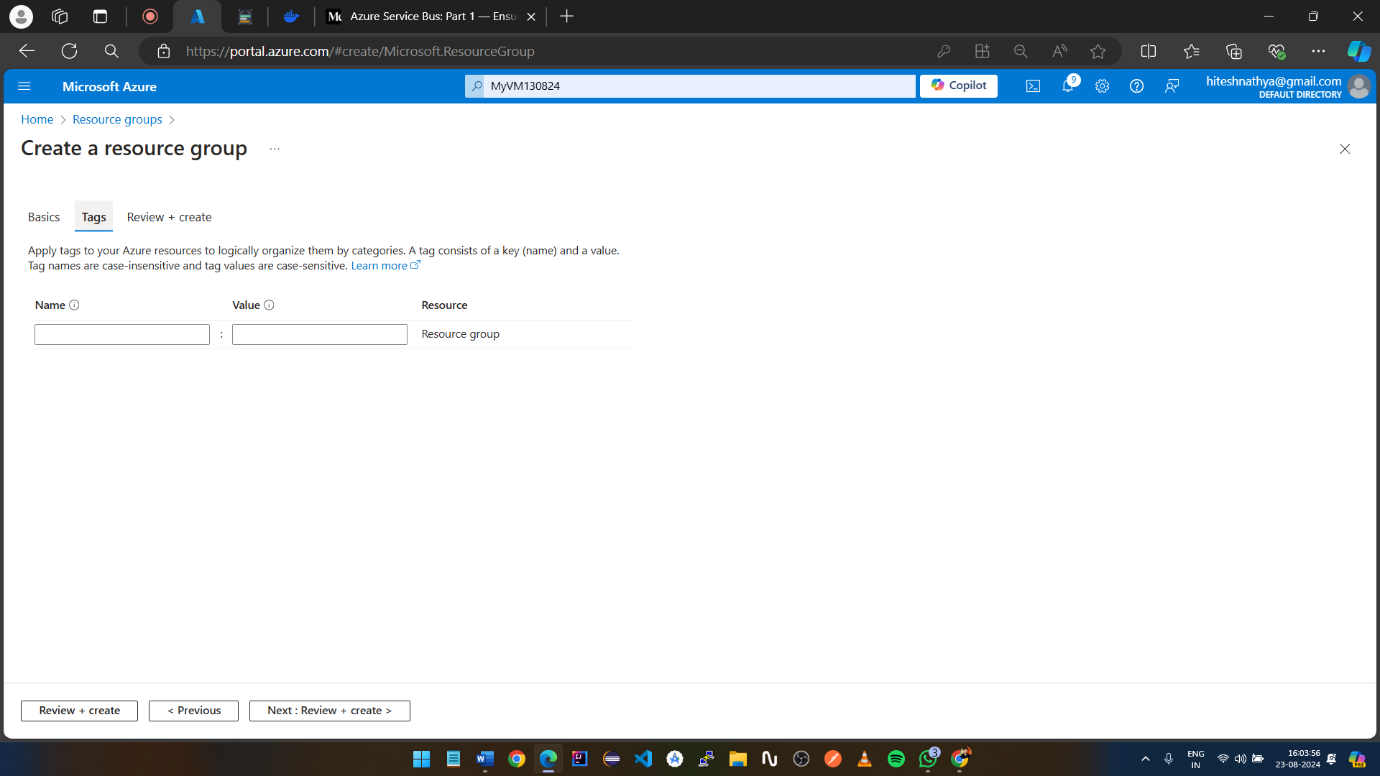 Azure Service Bus: Part 1 — Ensu
https://portal.azure.com/#create/Microsoft.ResourceGroup
Microsoft Azure
MyVM130824
Copilot
9
hiteshnathya@gmail.com
DEFAULT DIRECTORY
Home > Resource groups >
Create a resource group ...
Basics Tags Review + create
Apply tags to your Azure resources to logically organize them by categories. A tag consists of a key (name) and a value.
Tag names are case-insensitive and tag values are case-sensitive. Learn more
Name Value Resource
: Resource group
Review + create < Previous Next : Review + create >
3
ENG
IN
16:03:56
23-08-2024